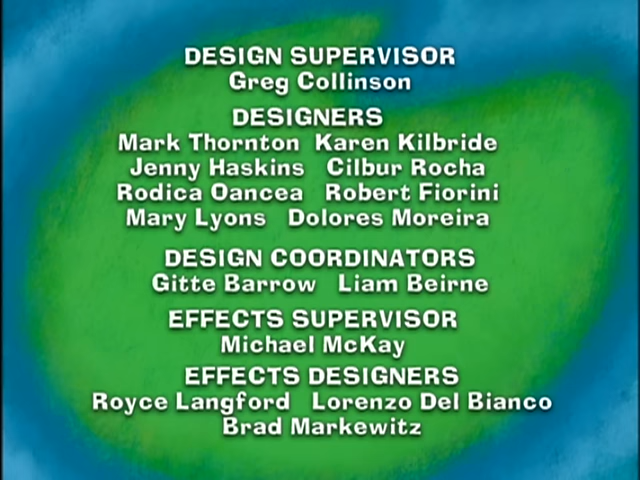 DESIGN SUPERVISOR
Greg Collinson
DESIGNERS
Mark Thornton Karen Kilbride
Jenny Haskins Cilbur Rocha
Rodica Oancea Robert Fiorini
Mary Lyons Dolores Moreira
DESIGN COORDINATORS
Gitte Barrow Liam Beirne
EFFECTS SUPERVISOR
Michael McKay
EFFECTS DESIGNERS
Royce Langford Lorenzo Del Bianco
Brad Markewitz